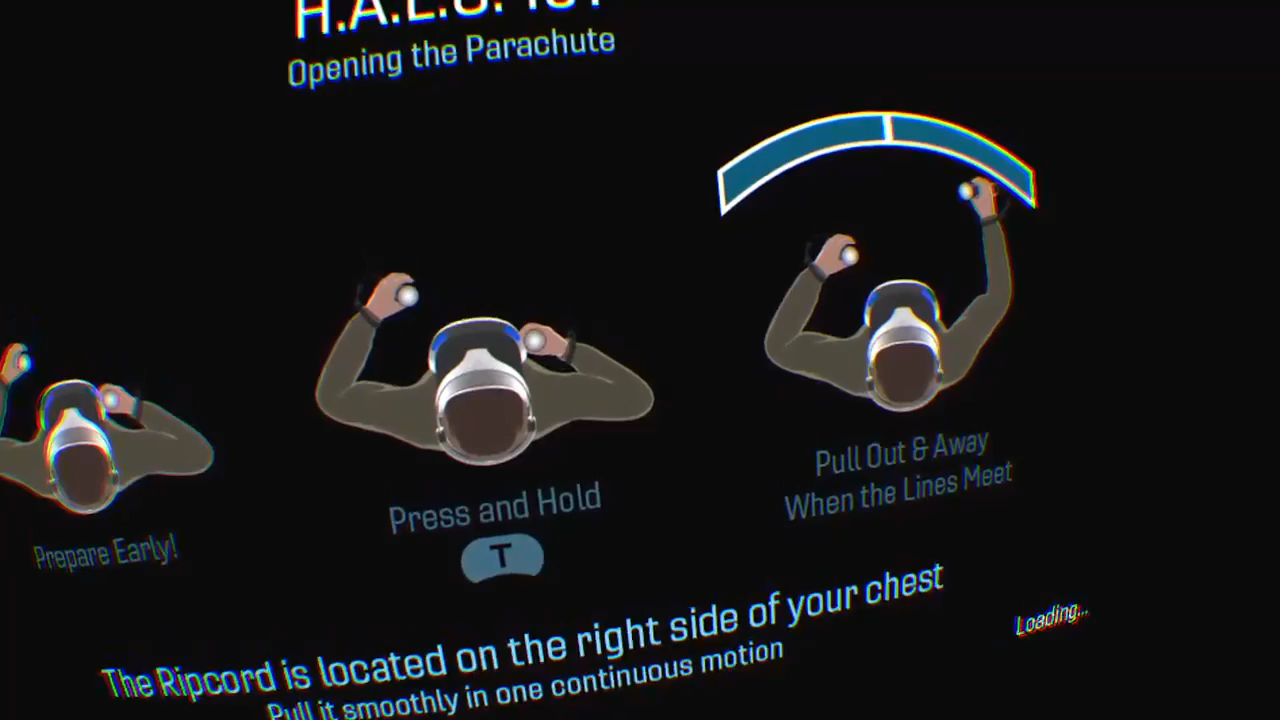 H.A.L.O. 101
Opening the Parachute
Prepare Early!
Press and Hold
T
Pull Out & Away
When the Lines Meet
The Ripcord is located on the right side of your chest
Pull it smoothly in one continuous motion
Loading...